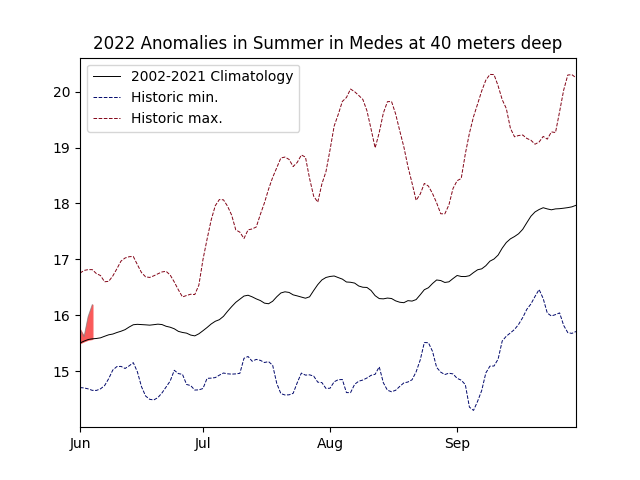 2022 Anomalies in Summer in Medes at 40 meters deep
2002-2021 Climatology
Historic min.
Historic max.
20
19
18
17
16
15
Jun Jul Aug Sep